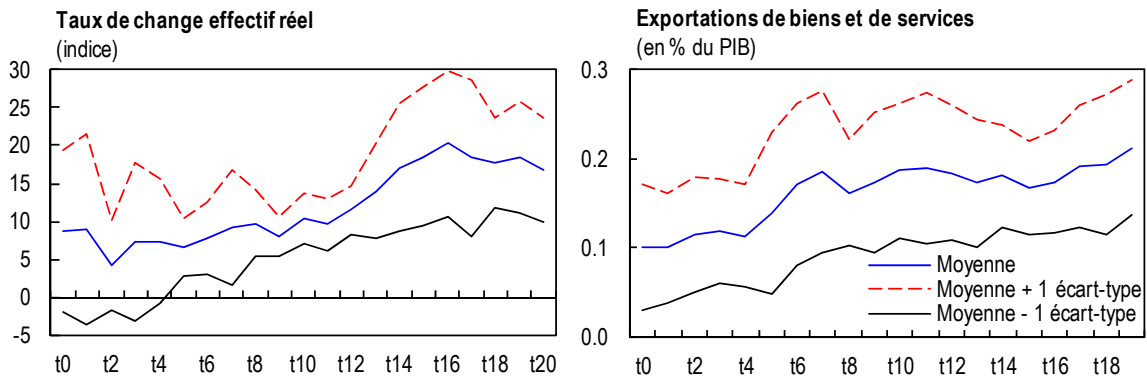 Taux de change effectif réel
(indice)
30
25
20
15
10
5
0
-5
t0 t2 t4 t6 t8 t10 t12 t14 t16 t18 t20
Exportations de biens et de services
(en % du PIB)
0.3
0.2
0.1
0.0
Moyenne
Moyenne + 1 écart-type
Moyenne - 1 écart-type
t0 t2 t4 t6 t8 t10 t12 t14 t16 t18